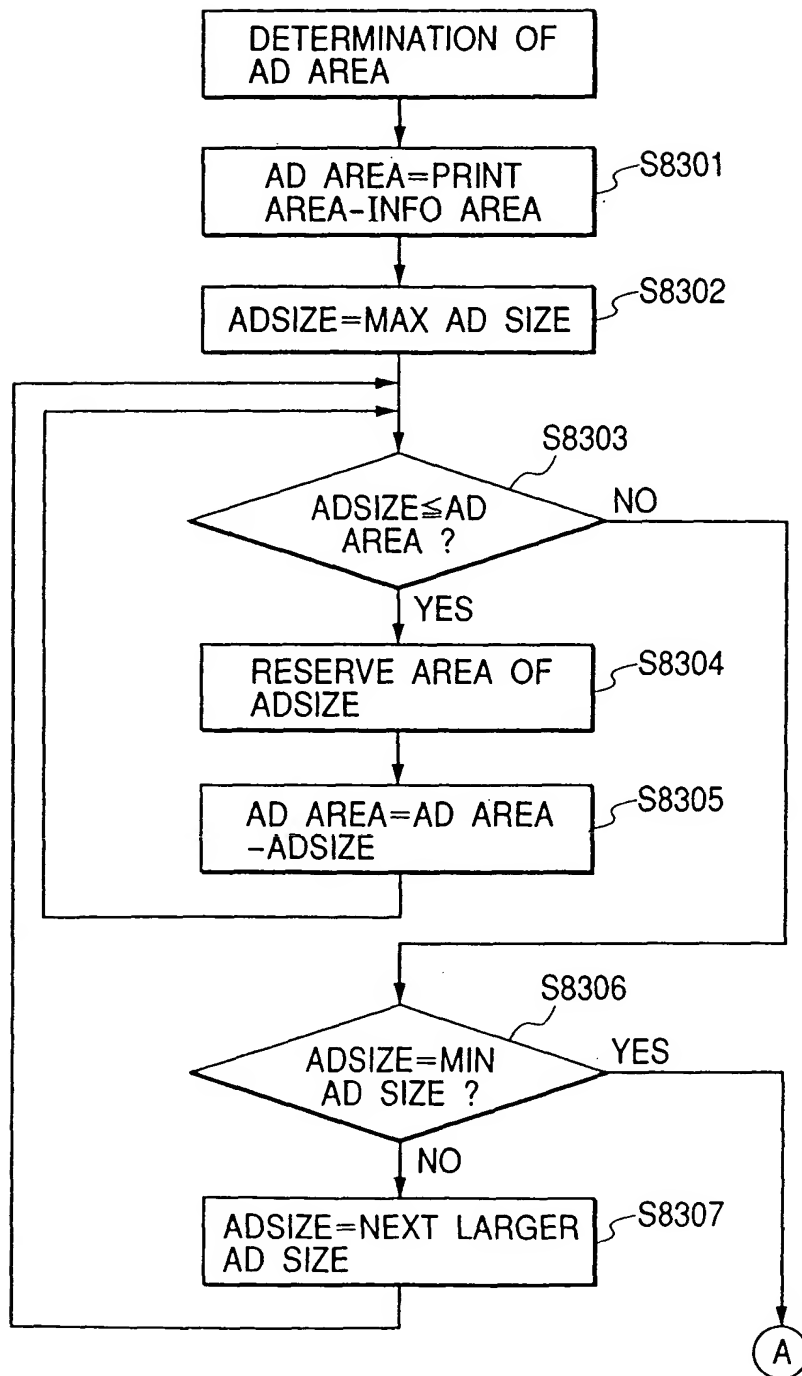 DETERMINATION OF
AD AREA
AD AREA=PRINT
AREA-INFO AREA
S8301
ADSIZE=MAX AD SIZE
S8302
S8303
ADSIZE≦AD
AREA ?
NO
YES
RESERVE AREA OF
ADSIZE
S8304
AD AREA=AD AREA
-ADSIZE
S8305
S8306
ADSIZE=MIN
AD SIZE ?
YES
NO
ADSIZE=NEXT LARGER
AD SIZE
S8307
A